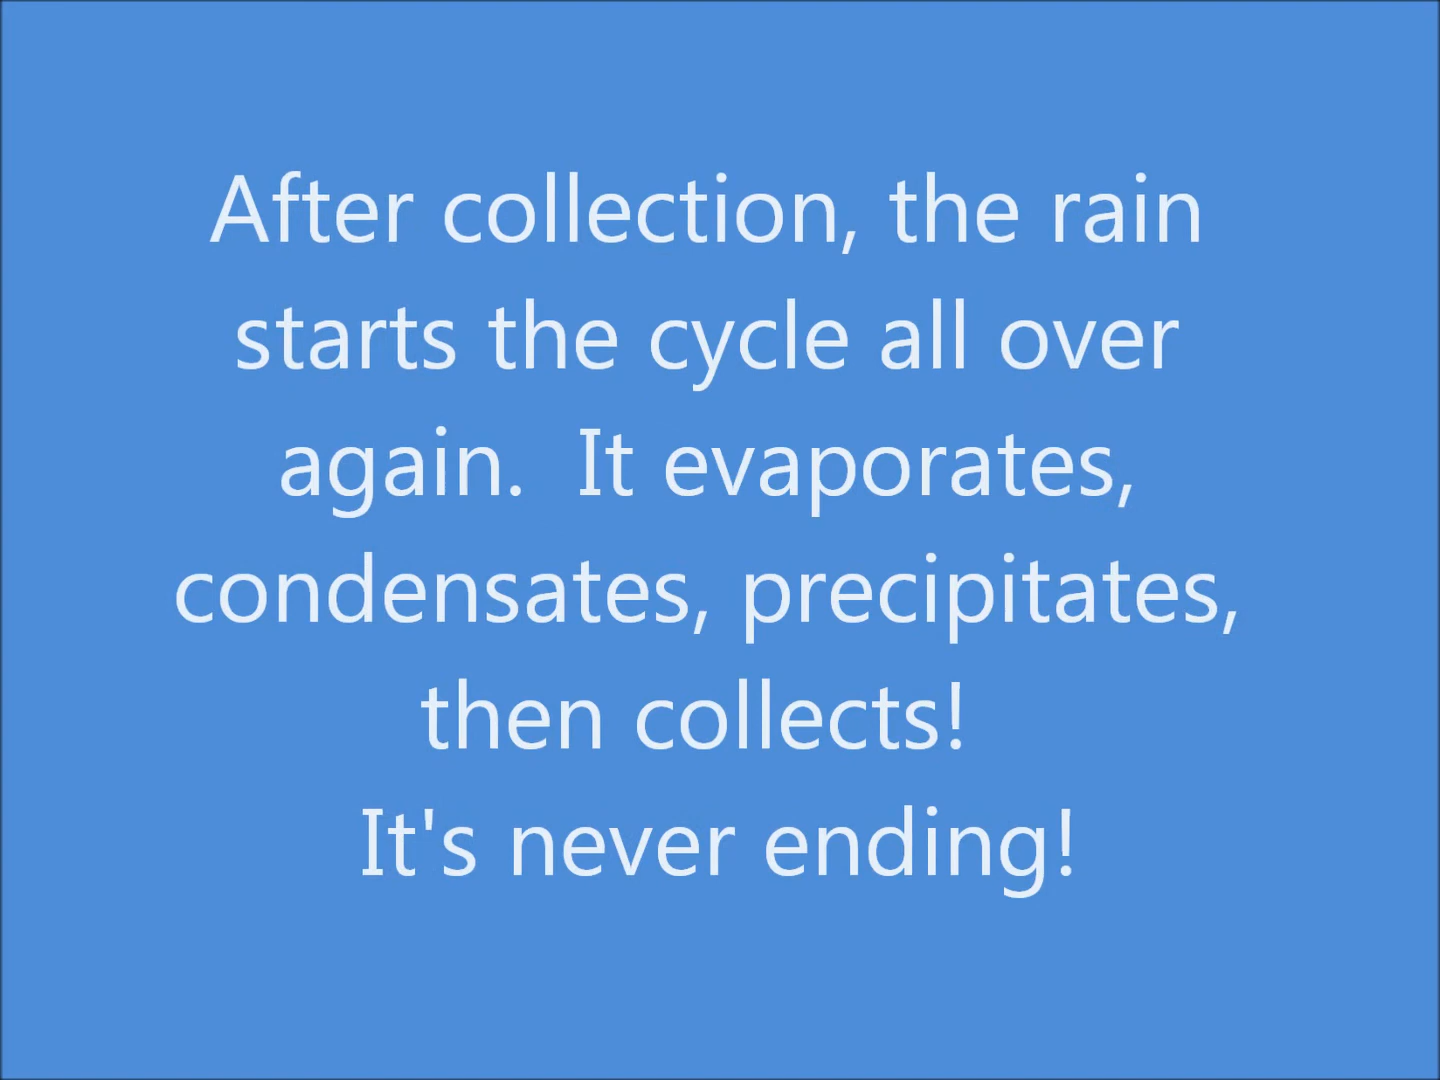 After collection, the rain
starts the cycle all over
again.  It evaporates,
condensates, precipitates,
then collects!
It's never ending!